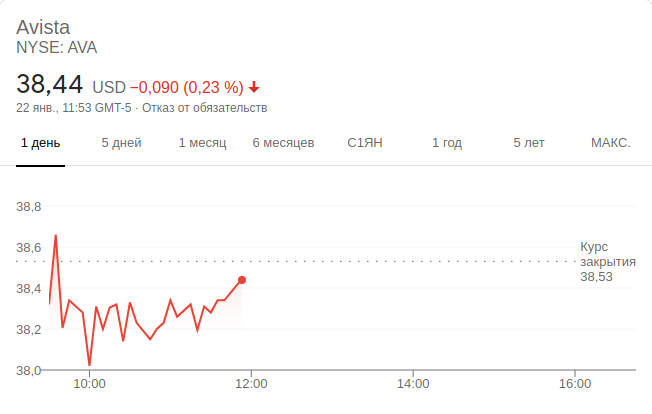 Avista
NYSE: AVA
38,44 USD −0,090 (0,23 %)
22 янв., 11:53 GMT-5 · Отказ от обязательств
1 день 5 дней 1 месяц 6 месяцев С1ЯН 1 год 5 лет МАКС.
38,8
38,6
38,4
38,2
38,0
Курс
закрытия
38,53
10:00 12:00 14:00 16:00